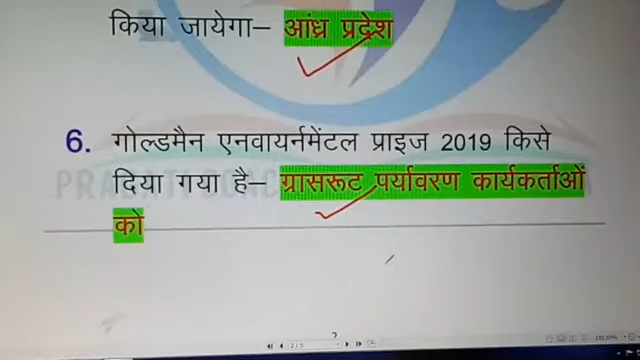 किया जायेगा– आंध्र प्रदेश
6. गोल्डमैन एनवायर्नमेंटल प्राइज 2019 किसे
दिया गया है– ग्रासरूट पर्यावरण कार्यकर्ताओं
को